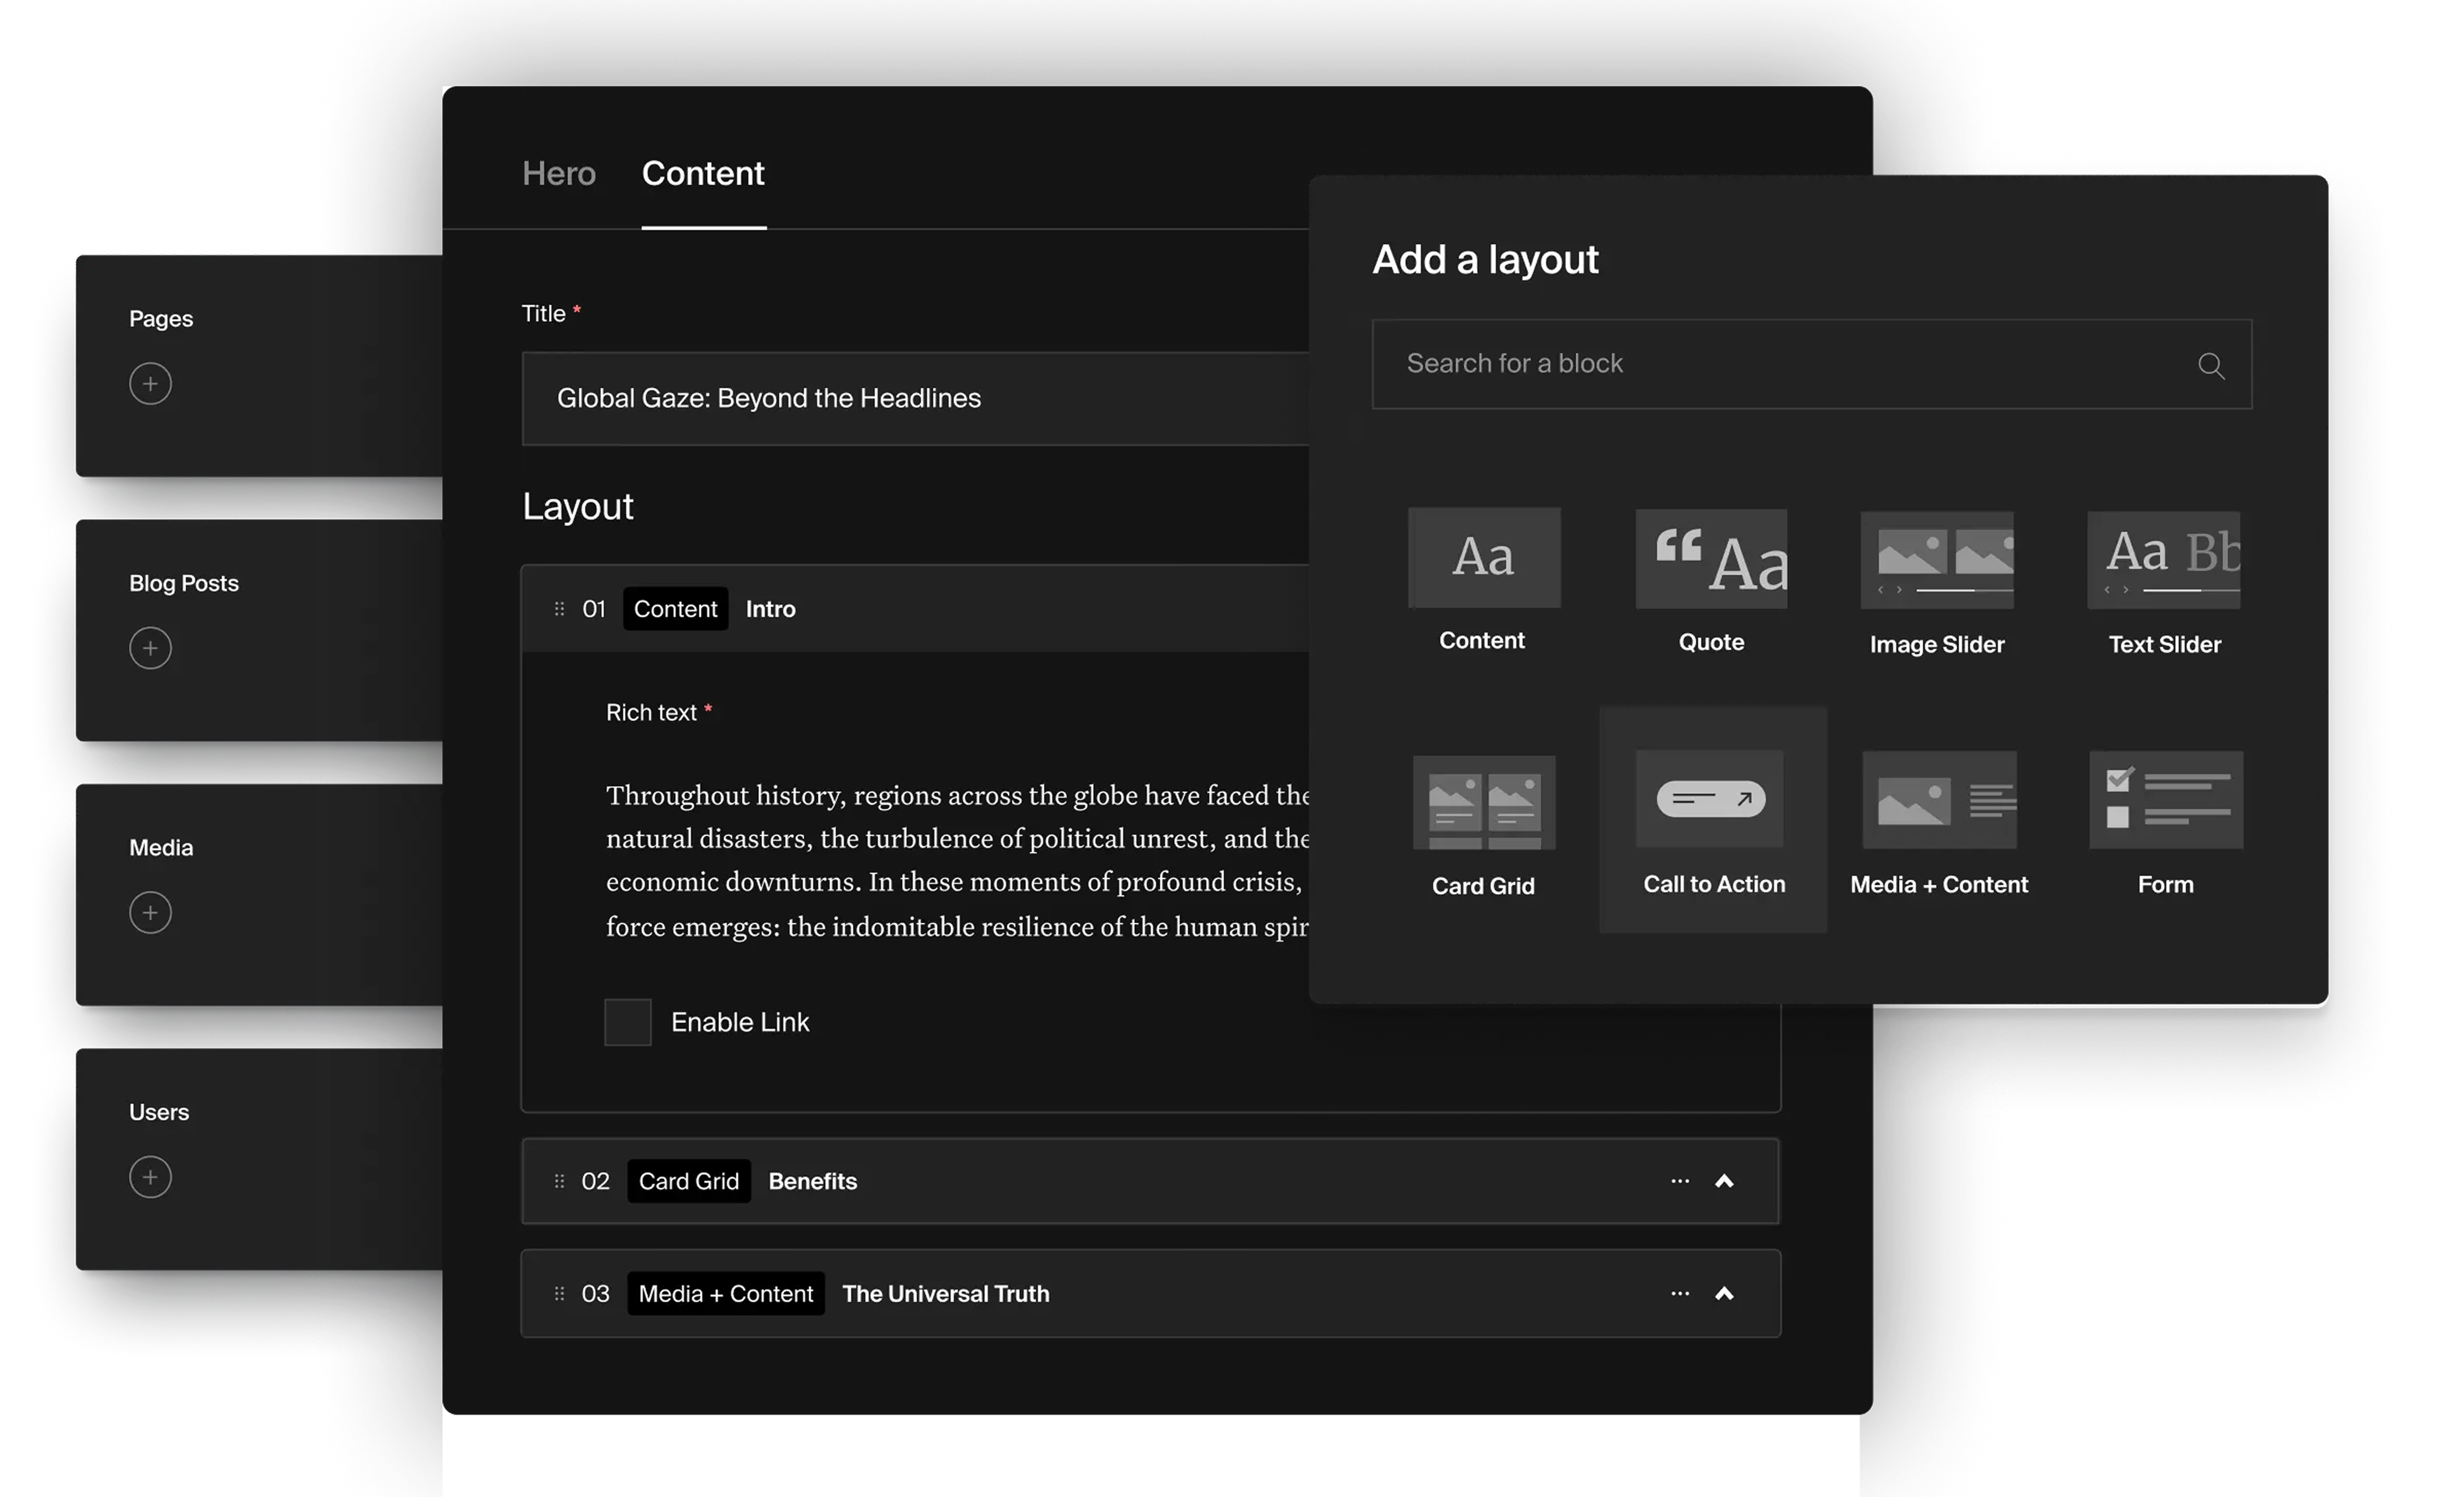 Pages
Blog Posts
Media
Users
Hero
Content
Title *
Global Gaze: Beyond the Headlines
Layout
01 Content Intro
Rich text *
Throughout history, regions across the globe have faced the
natural disasters, the turbulence of political unrest, and the
economic downturns. In these moments of profound crisis,
force emerges: the indomitable resilience of the human spir
Enable Link
02 Card Grid Benefits
03 Media + Content The Universal Truth
Add a layout
Search for a block
Aa
Content
“ Aa
Quote
Image Slider
Aa Bb
Text Slider
Card Grid
Call to Action
Media + Content
Form